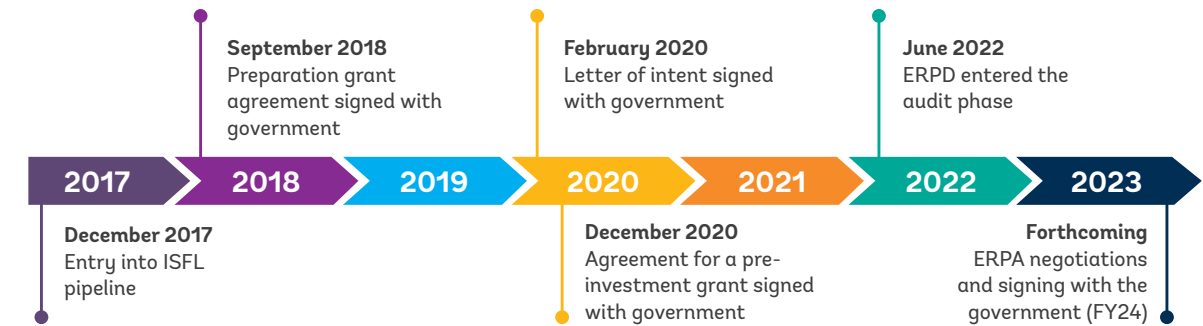 September 2018
Preparation grant
agreement signed with
government
February 2020
Letter of intent signed
with government
June 2022
ERPD entered the
audit phase
2017
2018
2019
2020
2021
2022
2023
December 2017
Entry into ISFL
pipeline
December 2020
Agreement for a pre-
investment grant signed
with government
Forthcoming
ERPA negotiations
and signing with the
government (FY24)